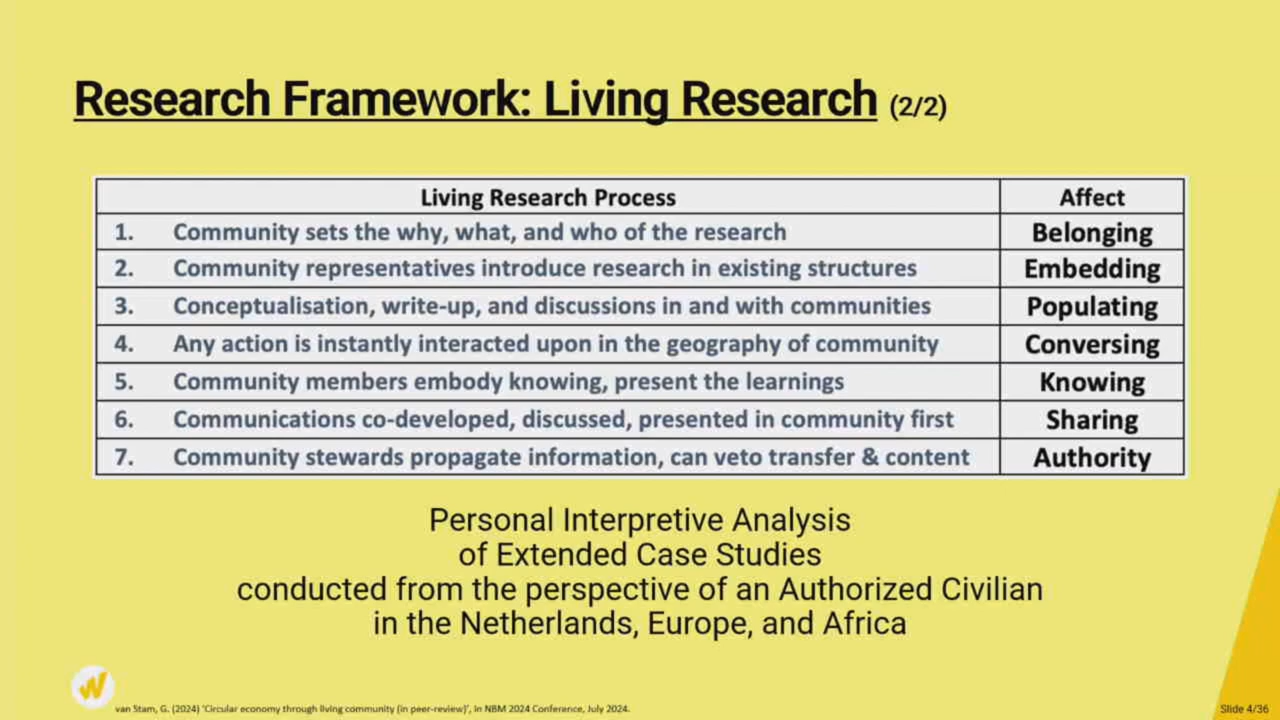 Research Framework: Living Research (2/2)
Living Research Process Affect
1. Community sets the why, what, and who of the research Belonging
2. Community representatives introduce research in existing structures Embedding
3. Conceptualisation, write-up, and discussions in and with communities Populating
4. Any action is instantly interacted upon in the geography of community Conversing
5. Community members embody knowing, present the learnings Knowing
6. Communications co-developed, discussed, presented in community first Sharing
7. Community stewards propagate information, can veto transfer & content Authority
Personal Interpretive Analysis
of Extended Case Studies
conducted from the perspective of an Authorized Civilian
in the Netherlands, Europe, and Africa
van Stam, G. (2024) 'Circular economy through living community (in peer-review)', in NBM 2024 Conference, July 2024.
Slide 4/36